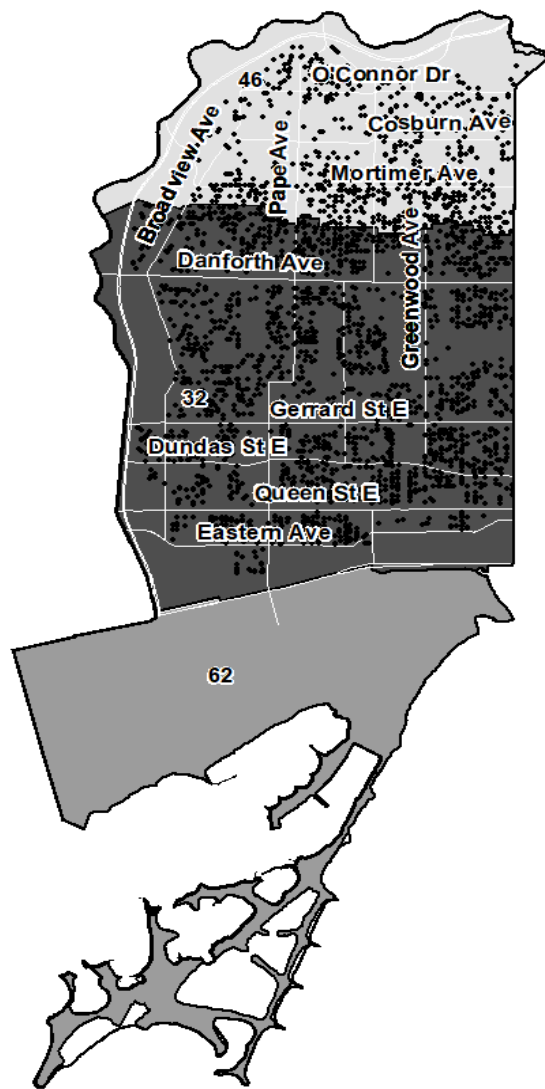 O'Connor Dr
46
Cosburn Ave
Broadview Ave
Pape Ave
Mortimer Ave
Danforth Ave
Greenwood Ave
32
Gerrard St E
Dundas St E
Queen St E
Eastern Ave
62